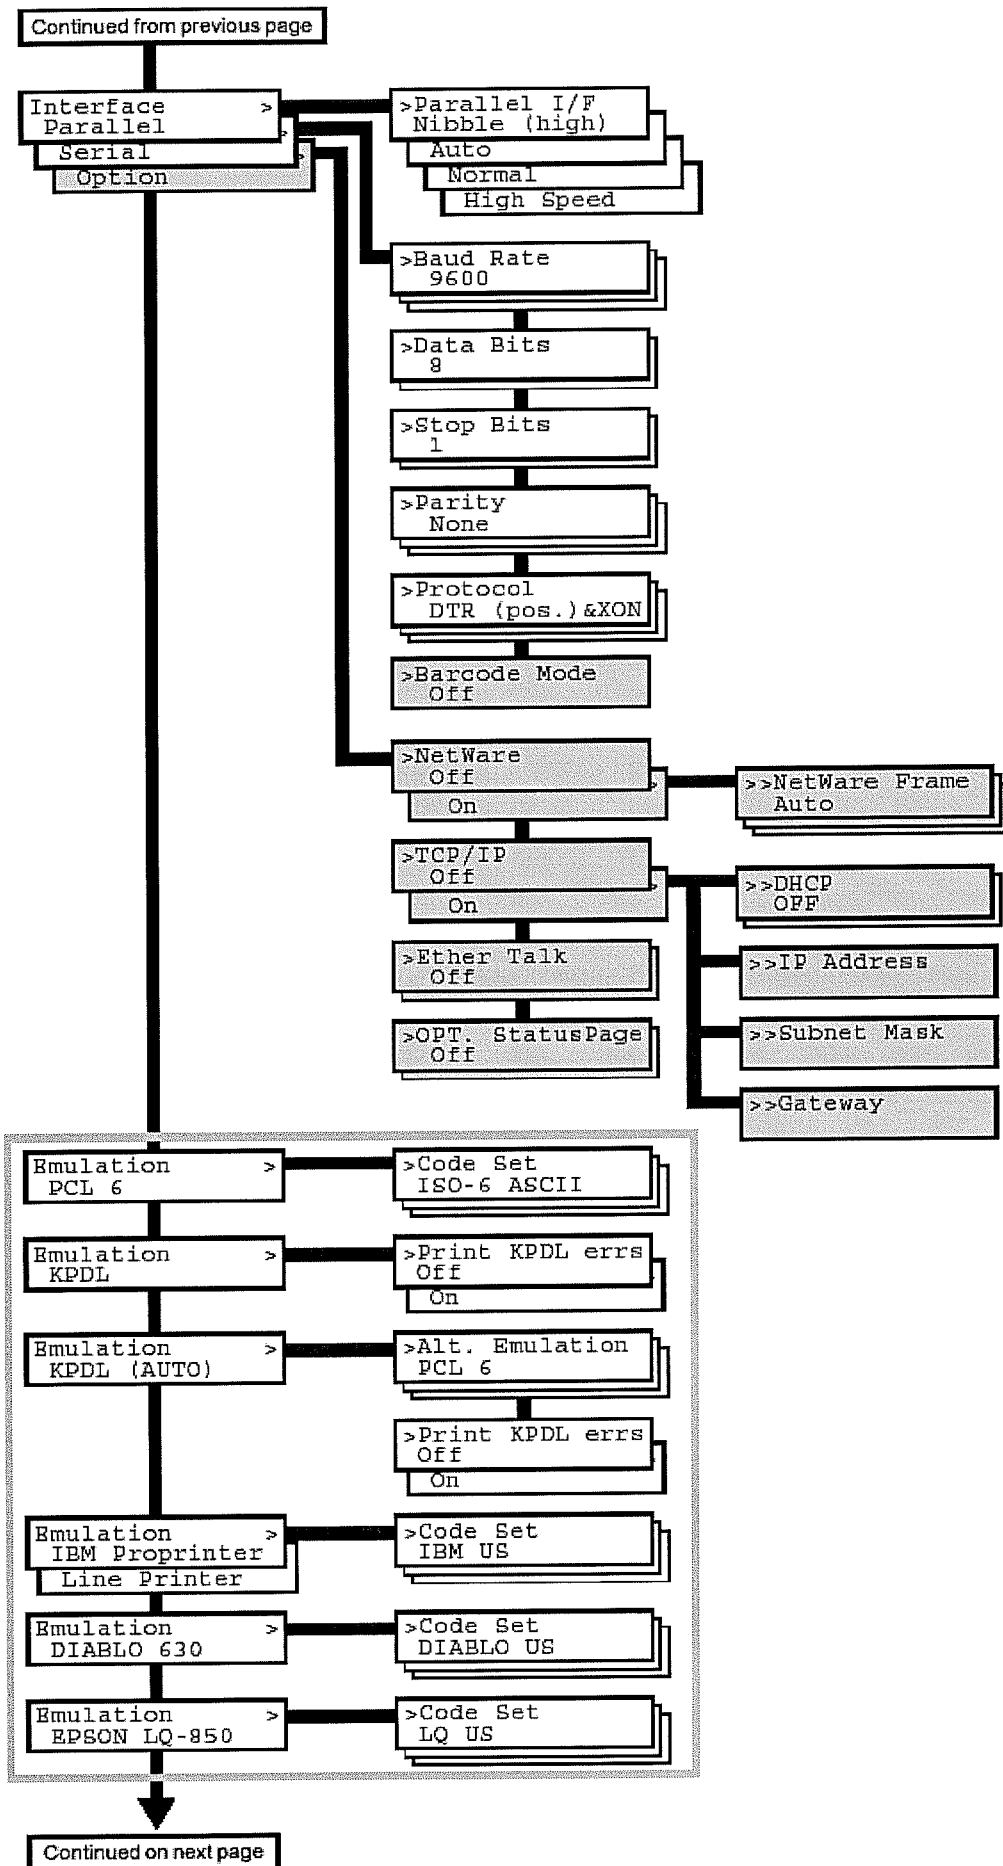 Continued from previous page
Interface >
Parallel
>
Serial
>
Option
>Parallel I/F
Nibble (high)
Auto
Normal
High Speed
>Baud Rate
9600
>Data Bits
8
>Stop Bits
1
>Parity
None
>Protocol
DTR (pos.)&XON
>Barcode Mode
Off
>NetWare
Off
>
On
>>NetWare Frame
Auto
>TCP/IP
Off
>
On
>>DHCP
OFF
>>IP Address
>>Subnet Mask
>>Gateway
>Ether Talk
Off
>OPT. StatusPage
Off
Emulation >
PCL 6
>Code Set
ISO-6 ASCII
Emulation >
KPDL
>Print KPDL errs
Off
On
Emulation >
KPDL (AUTO)
>Alt. Emulation
PCL 6
>Print KPDL errs
Off
On
Emulation >
IBM Proprinter
Line Printer
>Code Set
IBM US
Emulation >
DIABLO 630
>Code Set
DIABLO US
Emulation >
EPSON LQ-850
>Code Set
LQ US
Continued on next page